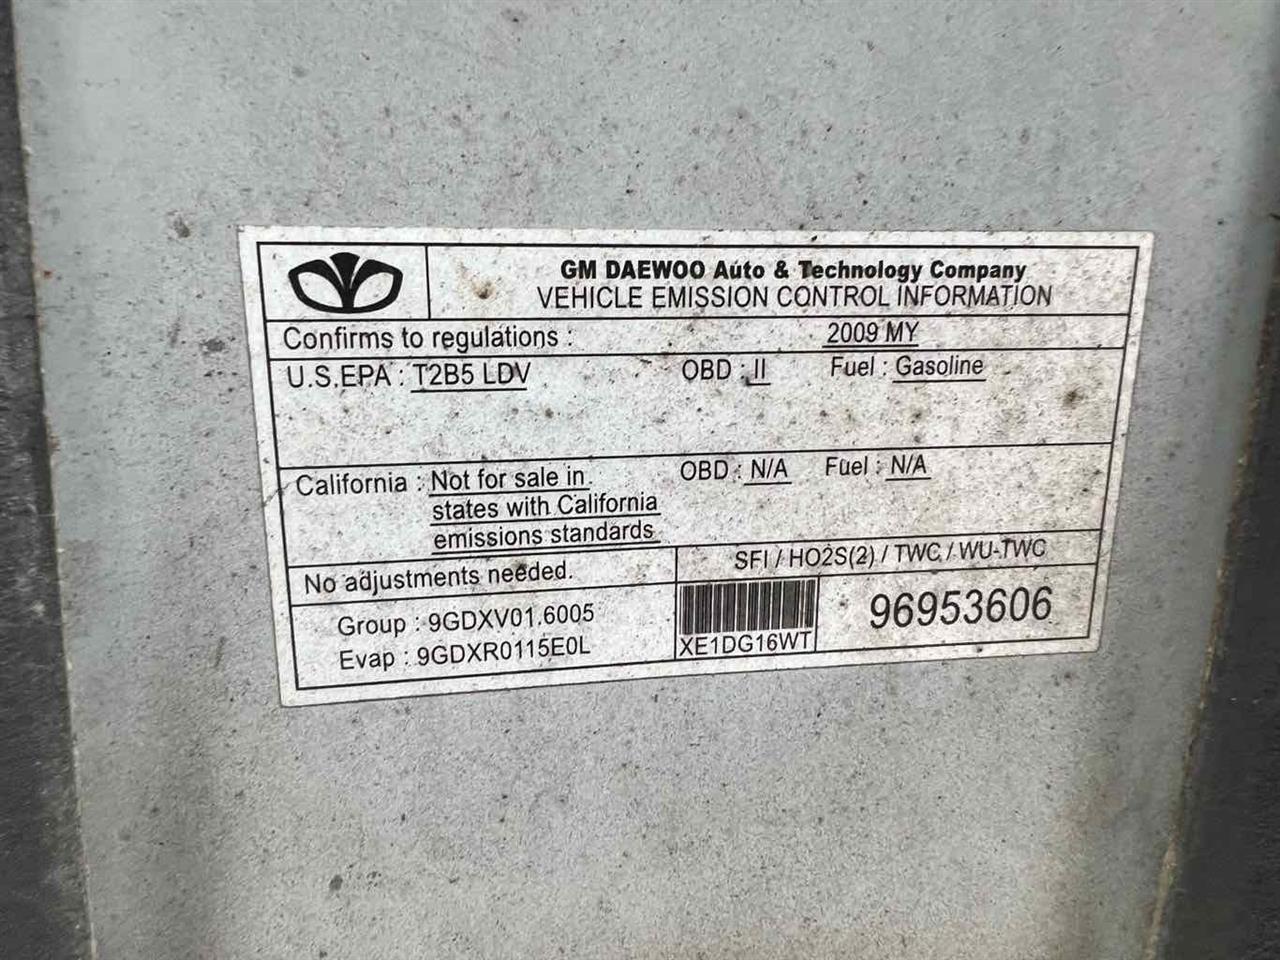 GM DAEWOO Auto & Technology Company
VEHICLE EMISSION CONTROL INFORMATION
Confirms to regulations : 2009 MY
U.S.EPA : T2B5 LDV OBD : II Fuel : Gasoline
California : Not for sale in OBD : N/A Fuel : N/A
states with California
emissions standards
No adjustments needed. SFI / HO2S(2) / TWC / WU-TWC
Group : 9GDXV01.6005 96953606
Evap : 9GDXR0115E0L XE1DG16WT